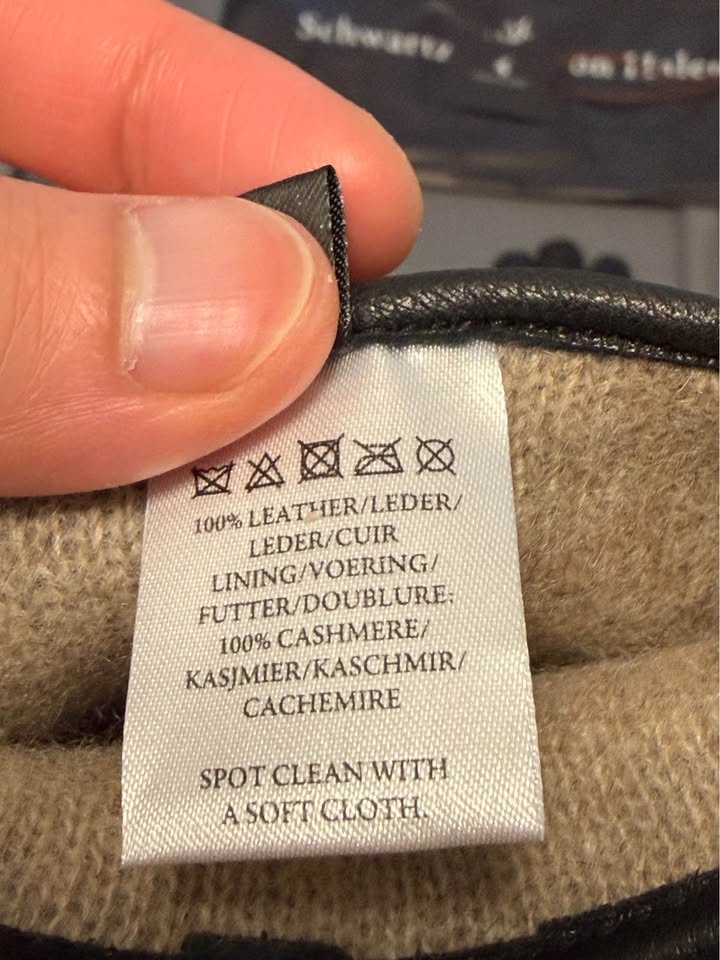 Schwartz
100% LEATHER/LEDER/
LEDER/CUIR
LINING/VOERING/
FUTTER/DOUBLURE:
100% CASHMERE/
KASJMIER/KASCHMIR/
CACHEMIRE
SPOT CLEAN WITH
A SOFT CLOTH.